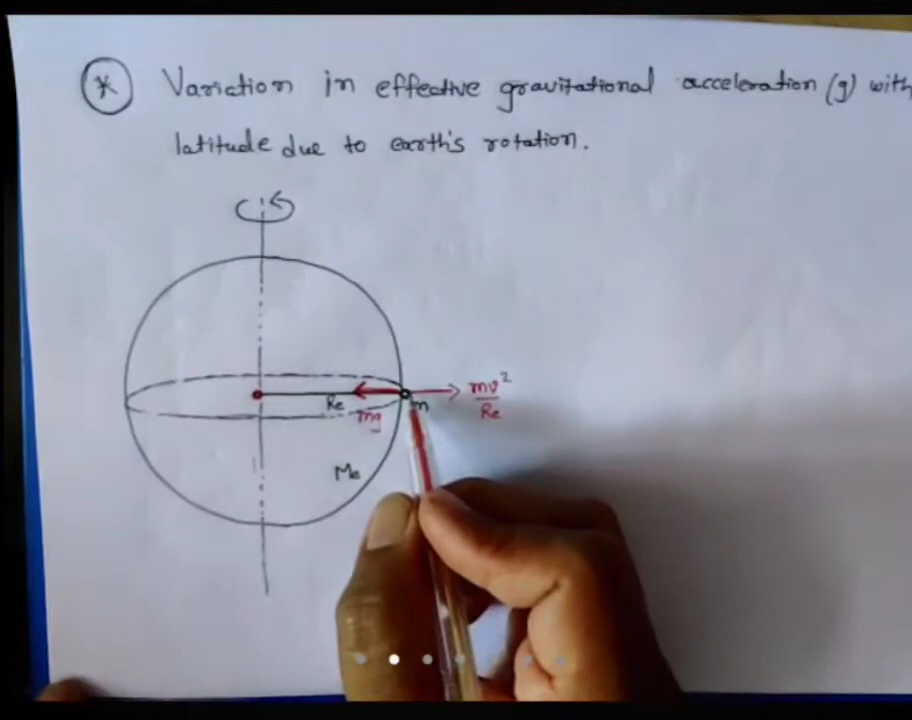 * Variation in effective gravitational acceleration (g) with
latitude due to earth's rotation.
mv²
Re
Re
m
mg
Me